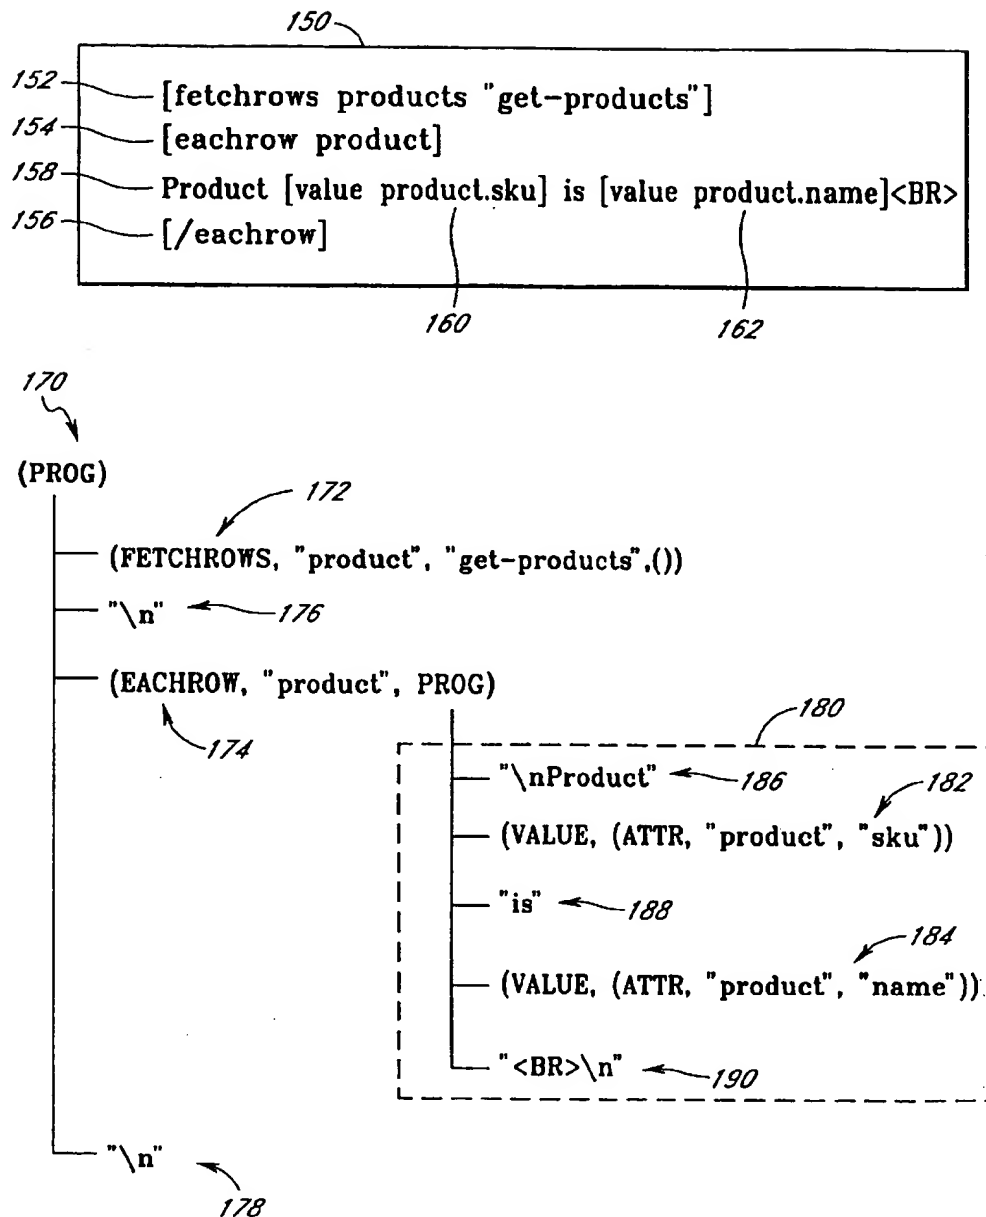 150
152 [fetchrows products "get-products"]
154 [eachrow product]
158 Product [value product.sku] is [value product.name]<BR>
156 [/eachrow]
160 162
170
(PROG)
172
(FETCHROWS, "product", "get-products",())
"\n" 176
(EACHROW, "product", PROG)
174
180
"\nProduct" 186
182
(VALUE, (ATTR, "product", "sku"))
"is" 188
184
(VALUE, (ATTR, "product", "name"))
"<BR>\n" 190
"\n"
178